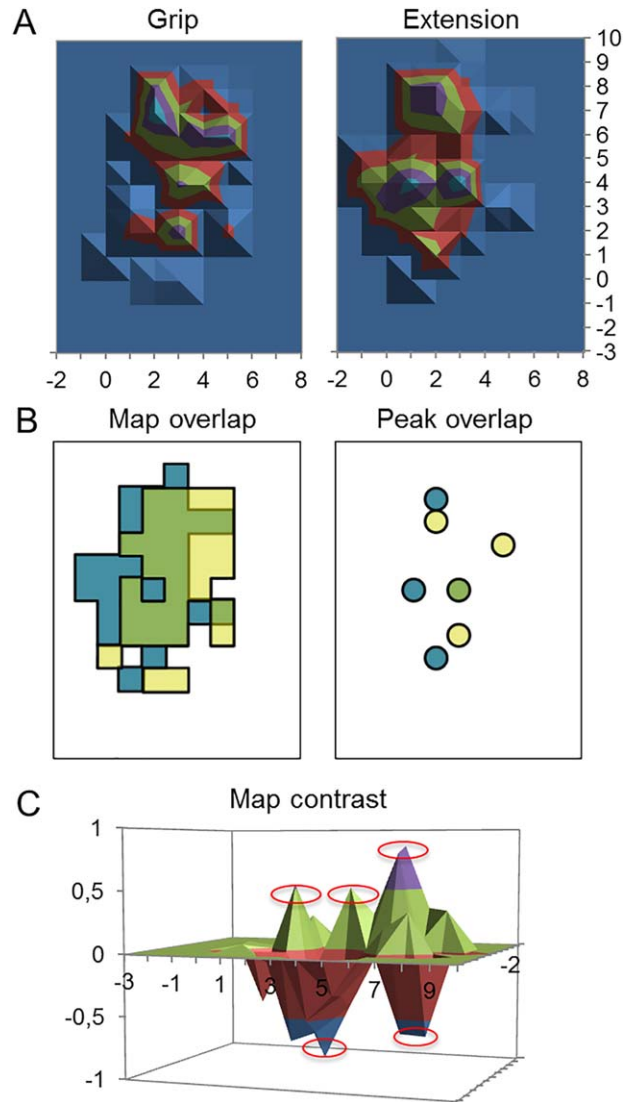 A
Grip
Extension
10
9
8
7
6
5
4
3
2
1
0
-1
-2
-3
-2 0 2 4 6 8
-2 0 2 4 6 8
B
Map overlap
Peak overlap
C
Map contrast
1
0,5
0
-0,5
-1
-3 -1 1 3 5 7 9
-2